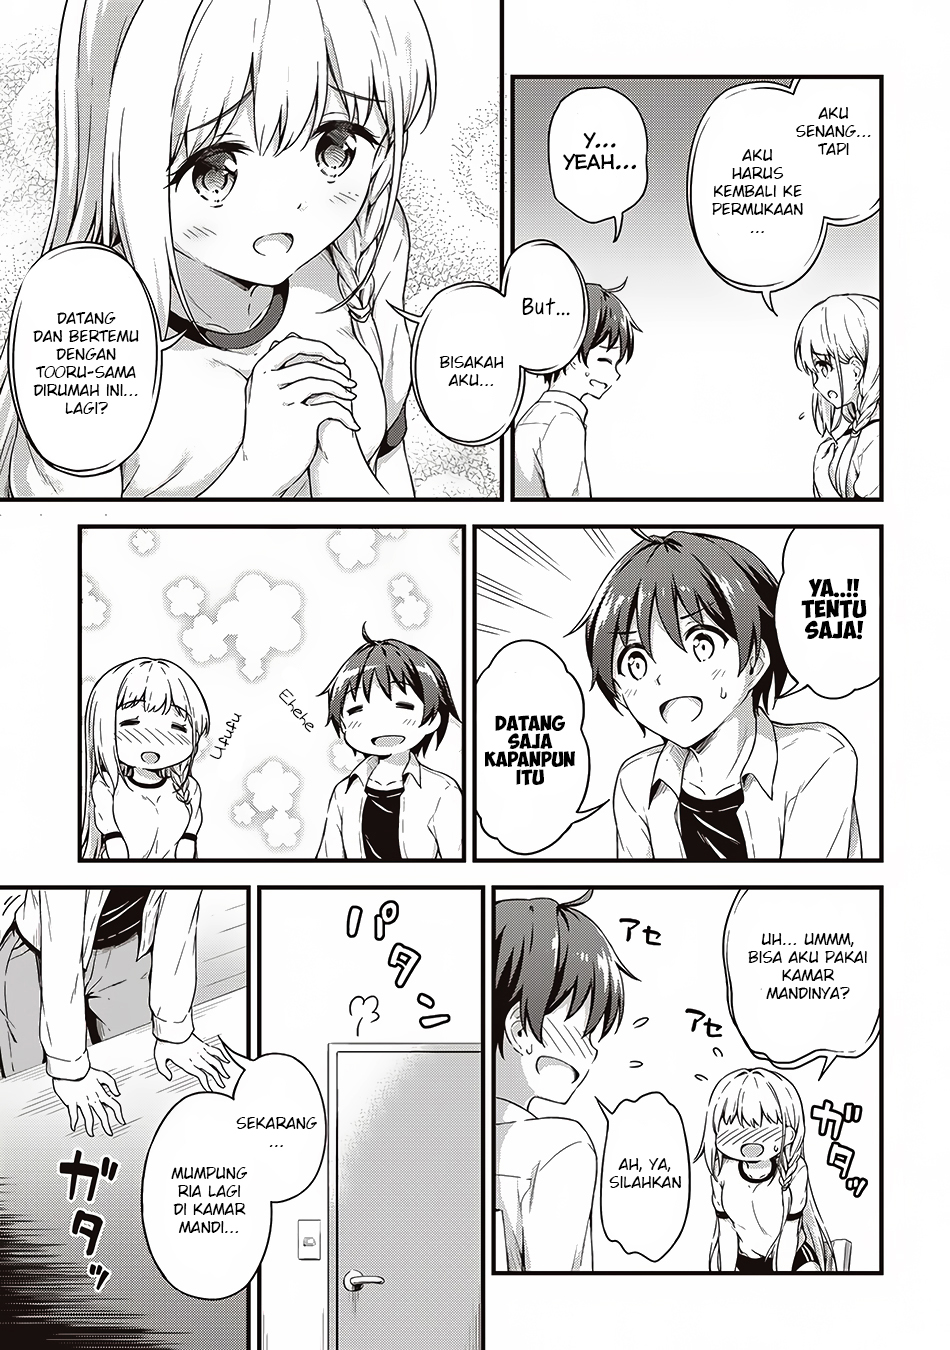 AKU
SENANG...
TAPI
AKU
HARUS
KEMBALI KE
PERMUKAAN
...
Y...
YEAH...
But...
BISAKAH
AKU...
DATANG
DAN BERTEMU
DENGAN
TOORU-SAMA
DIRUMAH INI...
LAGI?
YA..!!
TENTU
SAJA!
DATANG
SAJA
KAPANPUN
ITU
Ehehe
Ufufu
UH... UMMM,
BISA AKU PAKAI
KAMAR
MANDINYA?
アセ
アセ
ガタッ
AH, YA,
SILAHKAN
パタン
SEKARANG
...
MUMPUNG
RIA LAGI
DI KAMAR
MANDI...
ガタッ